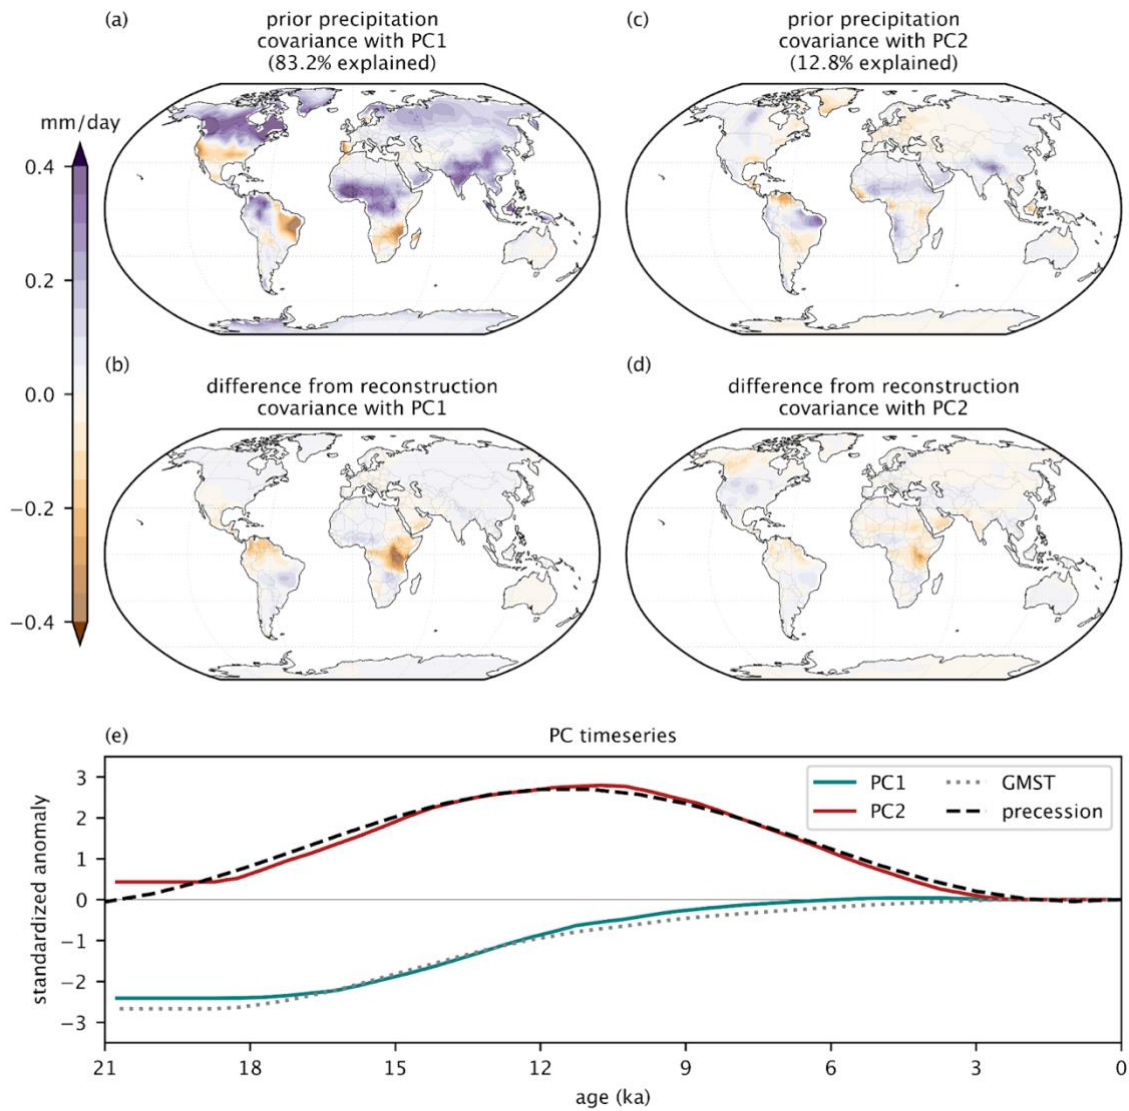 (a)
prior precipitation
covariance with PC1
(83.2% explained)
(c)
prior precipitation
covariance with PC2
(12.8% explained)
mm/day
0.4
0.2
0.0
−0.2
−0.4
(b)
difference from reconstruction
covariance with PC1
(d)
difference from reconstruction
covariance with PC2
(e)
PC timeseries
standardized anomaly
3
2
1
0
−1
−2
−3
PC1
PC2
GMST
precession
21
18
15
12
9
6
3
0
age (ka)